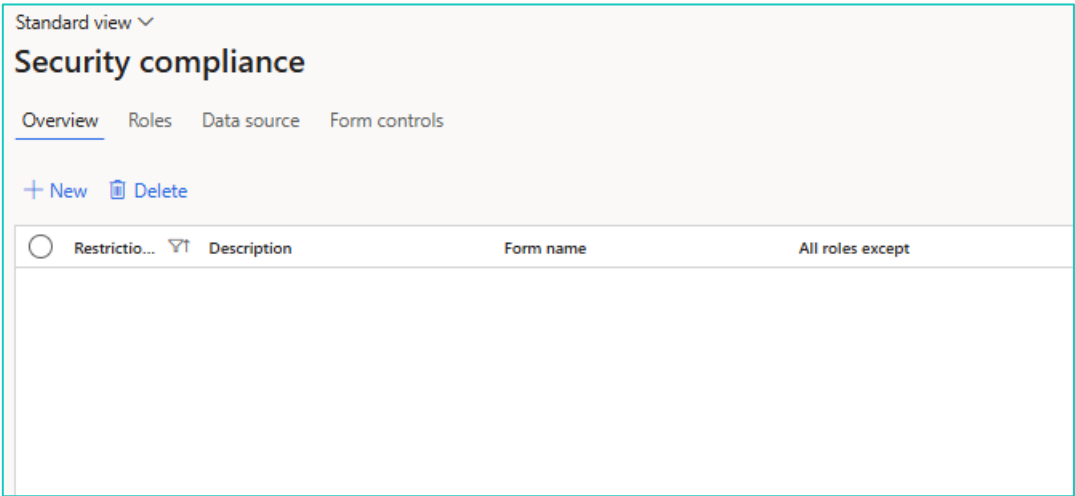 Standard view
Security compliance
Overview Roles Data source Form controls
New Delete
Restrictio... Description Form name All roles except